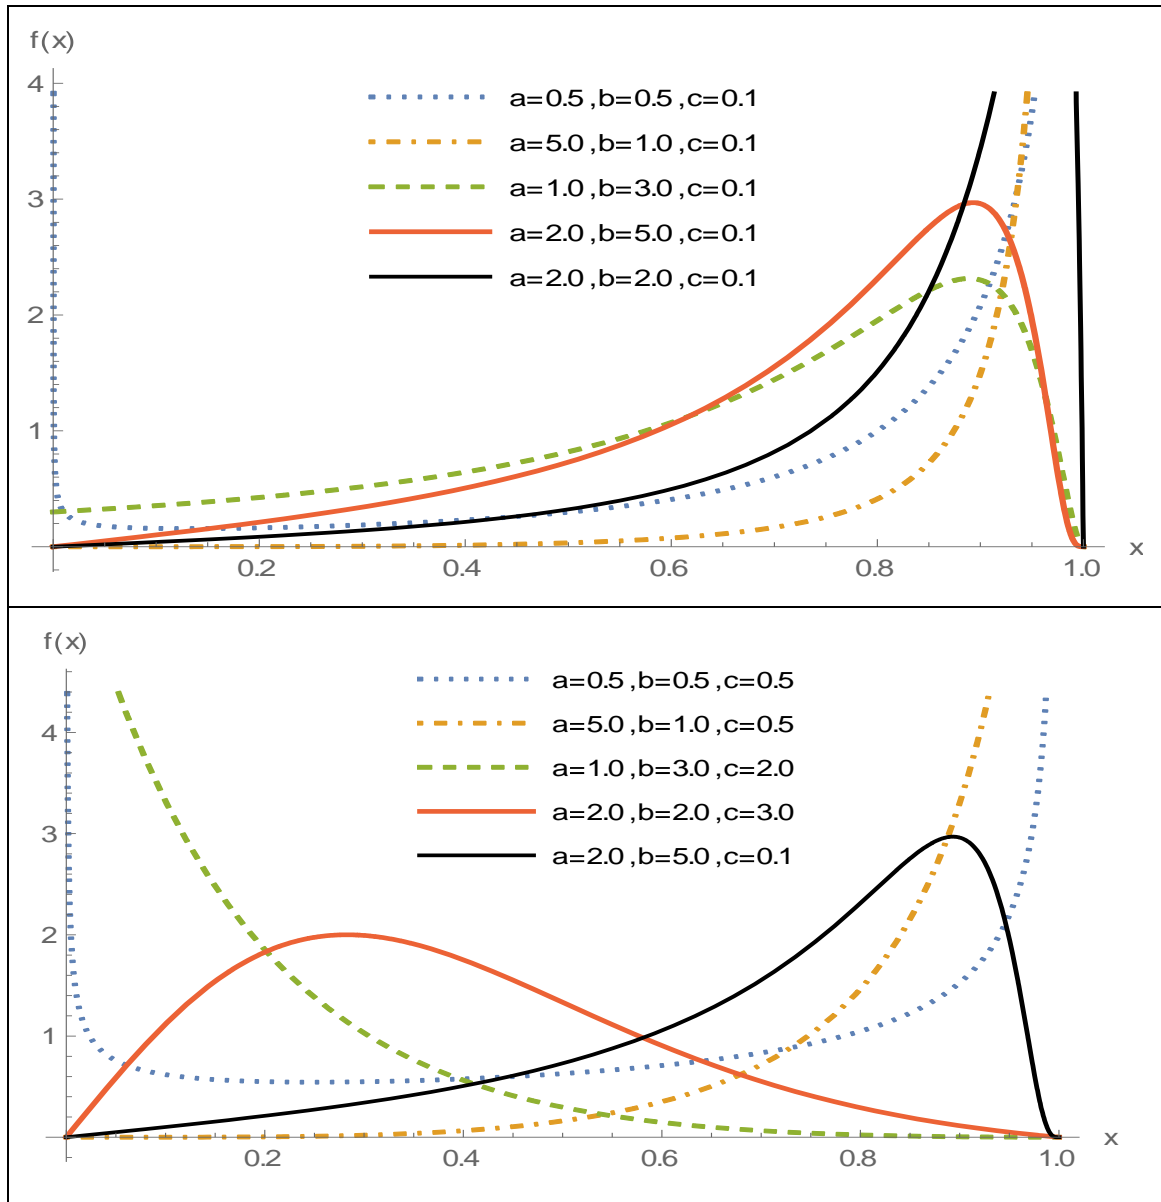 f(x)
4
a=0.5 ,b=0.5 ,c=0.1
a=5.0 ,b=1.0 ,c=0.1
3
a=1.0 ,b=3.0 ,c=0.1
a=2.0 ,b=5.0 ,c=0.1
a=2.0 ,b=2.0 ,c=0.1
2
1
x
0.2 0.4 0.6 0.8 1.0
f(x)
a=0.5 ,b=0.5 ,c=0.5
4
a=5.0 ,b=1.0 ,c=0.5
a=1.0 ,b=3.0 ,c=2.0
a=2.0 ,b=2.0 ,c=3.0
3
a=2.0 ,b=5.0 ,c=0.1
2
1
x
0.2 0.4 0.6 0.8 1.0